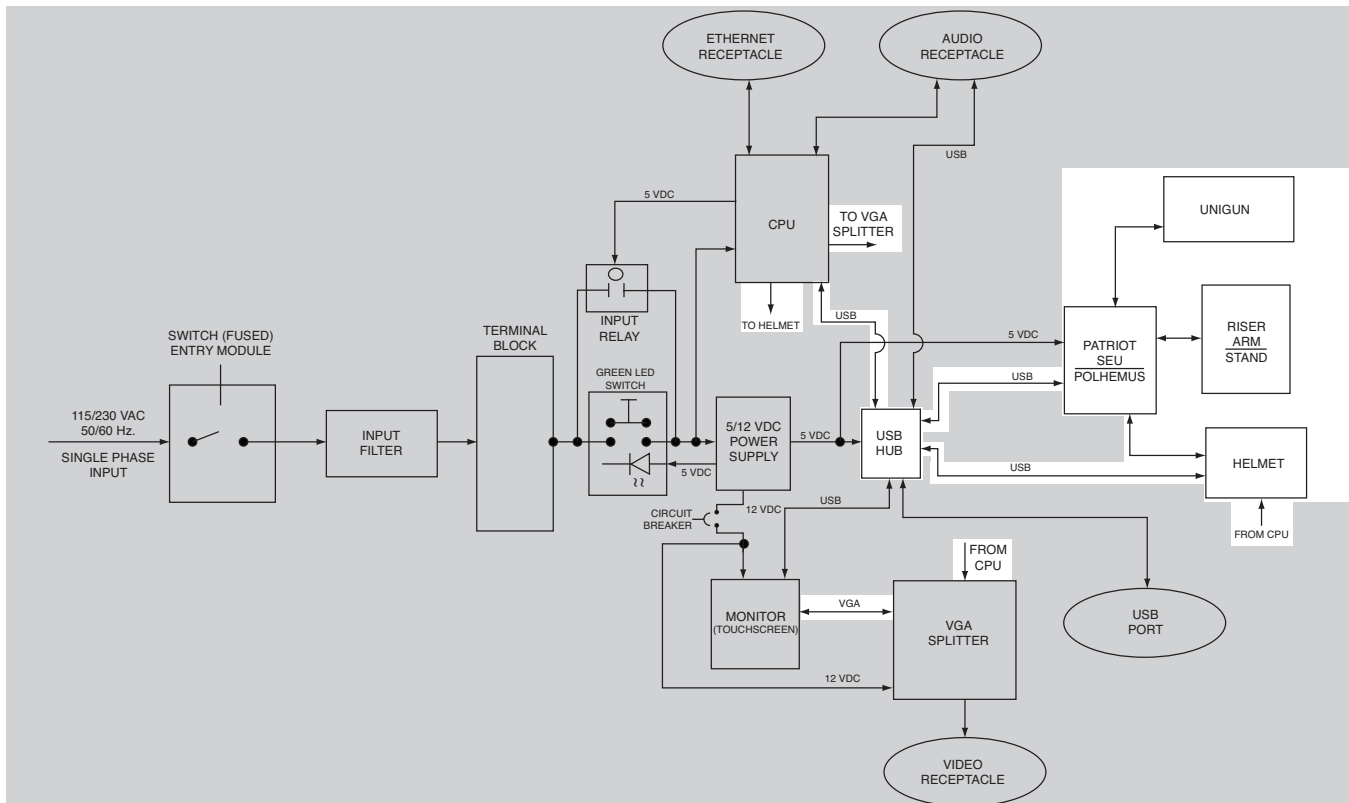 ETHERNET
RECEPTACLE
AUDIO
RECEPTACLE
USB
5 VDC
CPU
TO VGA
SPLITTER
UNIGUN
INPUT
RELAY
TO HELMET
USB
SWITCH (FUSED)
ENTRY MODULE
TERMINAL
BLOCK
5 VDC
PATRIOT
SEU
POLHEMUS
RISER
ARM
STAND
GREEN LED
SWITCH
USB
115/230 VAC
50/60 Hz.
SINGLE PHASE
INPUT
INPUT
FILTER
5/12 VDC
POWER
SUPPLY
5 VDC
USB
HUB
5 VDC
USB
HELMET
CIRCUIT
BREAKER
12 VDC
USB
FROM CPU
FROM
CPU
MONITOR
(TOUCHSCREEN)
VGA
VGA
SPLITTER
USB
PORT
12 VDC
VIDEO
RECEPTACLE